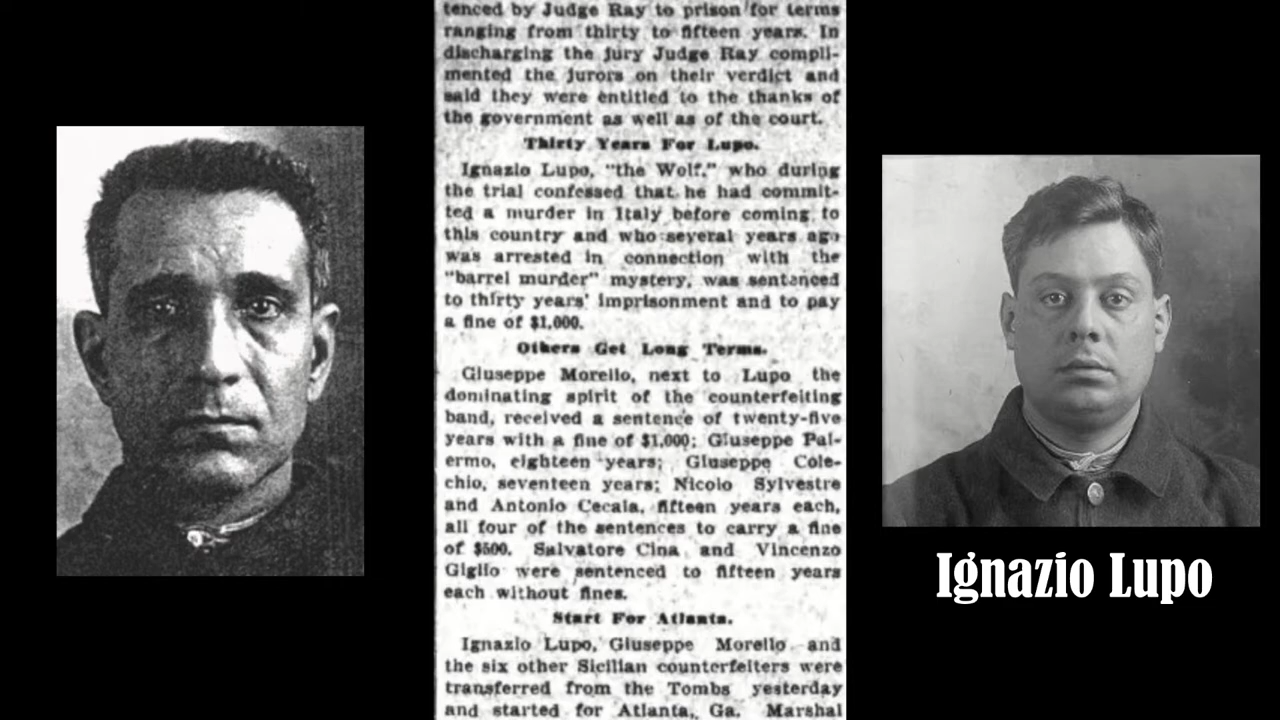 tenced by Judge Ray to prison for terms
ranging from thirty to fifteen years. In
discharging the jury Judge Ray compli-
mented the jurors on their verdict and
said they were entitled to the thanks of
the government as well as of the court.
Thirty Years For Lupo.
Ignazio Lupo, "the Wolf," who during
the trial confessed that he had commit-
ted a murder in Italy before coming to
this country and who several years ago
was arrested in connection with the
"barrel murder" mystery, was sentenced
to thirty years' imprisonment and to pay
a fine of $1,000.
Others Get Long Terms.
Giuseppe Morello, next to Lupo the
dominating spirit of the counterfeiting
band, received a sentence of twenty-five
years with a fine of $1,000; Giuseppe Pal-
ermo, eighteen years; Giuseppe Cole-
chio, seventeen years; Nicolo Sylvestre
and Antonio Cecala, fifteen years each,
all four of the sentences to carry a fine
of $500. Salvatore Cina and Vincenzo
Giglio were sentenced to fifteen years
each without fines.
Start For Atlanta.
Ignazio Lupo, Giuseppe Morello and
the six other Sicilian counterfeiters were
transferred from the Tombs yesterday
and started for Atlanta, Ga. Marshal
Ignazio Lupo